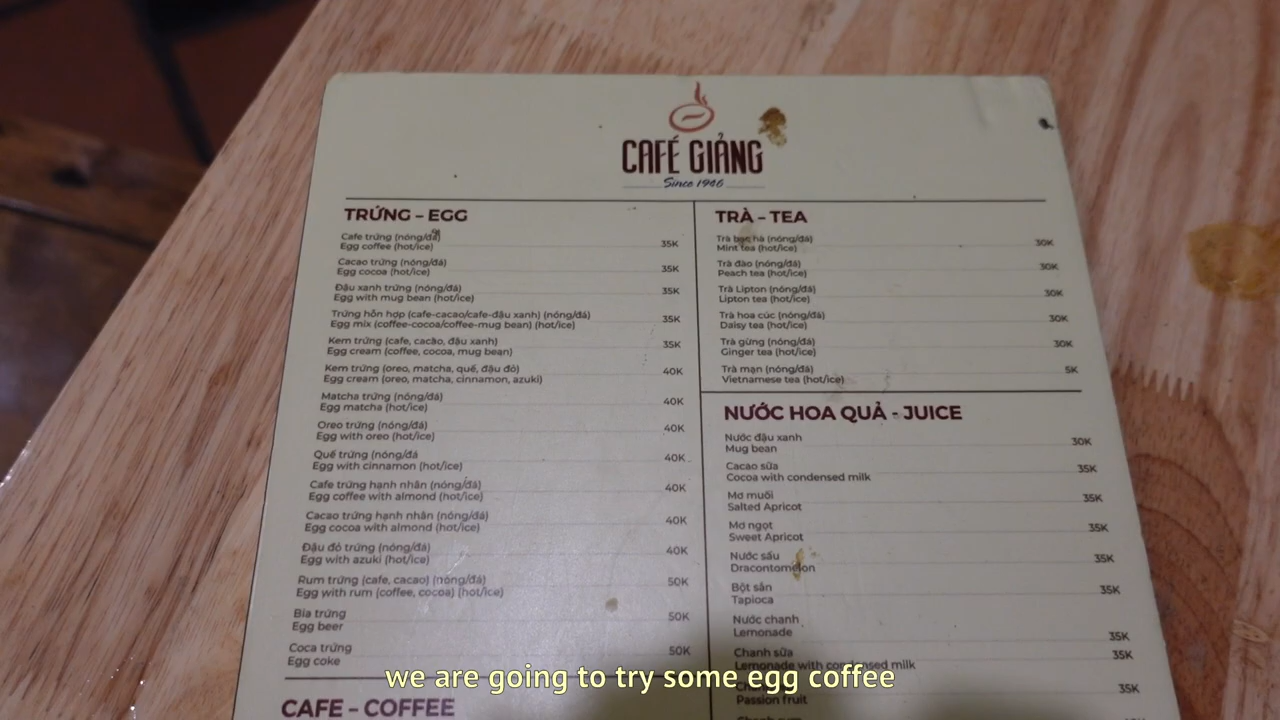 CAFÉ GIẢNG
Since 1946
TRỨNG – EGG
Cafe trứng (nóng/đá)
Egg coffee (hot/ice)
35K
Cacao trứng (nóng/đá)
Egg cocoa (hot/ice)
35K
Đậu xanh trứng (nóng/đá)
Egg with mug bean (hot/ice)
35K
Trứng hỗn hợp (cafe-cacao/cafe-đậu xanh) (nóng/đá)
Egg mix (coffee-cocoa/coffee-mug bean) (hot/ice)
35K
Kem trứng (cafe, cacao, đậu xanh)
Egg cream (coffee, cocoa, mug bean)
35K
Kem trứng (oreo, matcha, quế, đậu đỏ)
Egg cream (oreo, matcha, cinnamon, azuki)
40K
Matcha trứng (nóng/đá)
Egg matcha (hot/ice)
40K
Oreo trứng (nóng/đá)
Egg with oreo (hot/ice)
40K
Quế trứng (nóng/đá
Egg with cinnamon (hot/ice)
40K
Cafe trứng hạnh nhân (nóng/đá)
Egg coffee with almond (hot/ice)
40K
Cacao trứng hạnh nhân (nóng/đá)
Egg cocoa with almond (hot/ice)
40K
Đậu đỏ trứng (nóng/đá)
Egg with azuki (hot/ice)
40K
Rum trứng (cafe, cacao) (nóng/đá)
Egg with rum (coffee, cocoa) (hot/ice)
50K
Bia trứng
Egg beer
50K
Coca trứng
Egg coke
50K
CAFE – COFFEE
TRÀ – TEA
Trà bạc hà (nóng/đá)
Mint tea (hot/ice)
30K
Trà đào (nóng/đá)
Peach tea (hot/ice)
30K
Trà Lipton (nóng/đá)
Lipton tea (hot/ice)
30K
Trà hoa cúc (nóng/đá)
Daisy tea (hot/ice)
30K
Trà gừng (nóng/đá)
Ginger tea (hot/ice)
30K
Trà mạn (nóng/đá)
Vietnamese tea (hot/ice)
5K
NƯỚC HOA QUẢ - JUICE
Nước đậu xanh
Mug bean
30K
Cacao sữa
Cocoa with condensed milk
35K
Mơ muối
Salted Apricot
35K
Mơ ngọt
Sweet Apricot
35K
Nước sấu
Dracontomelon
35K
Bột sắn
Tapioca
35K
Nước chanh
Lemonade
35K
Chanh sữa
Lemonade with condensed milk
35K
Passion fruit
35K
we are going to try some egg coffee